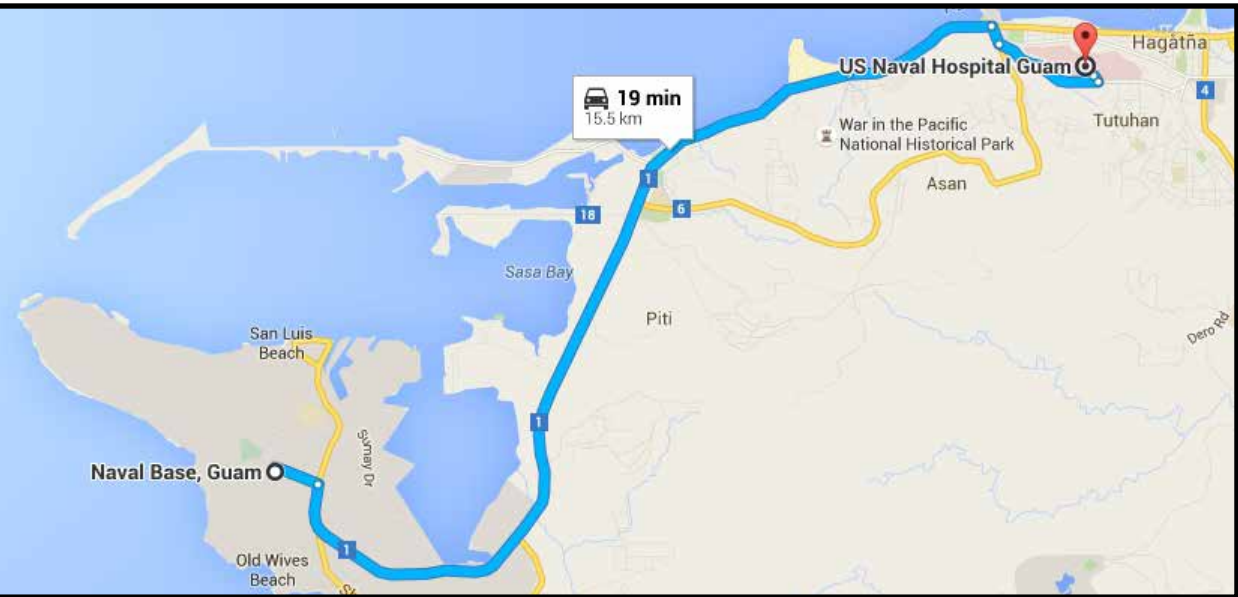 Hagåtña
US Naval Hospital Guam
4
19 min
15.5 km
War in the Pacific
National Historical Park
Tutuhan
Asan
1
6
18
Sasa Bay
Piti
Dero Rd
San Luis
Beach
1
Sumay Dr
Naval Base, Guam
1
Old Wives
Beach